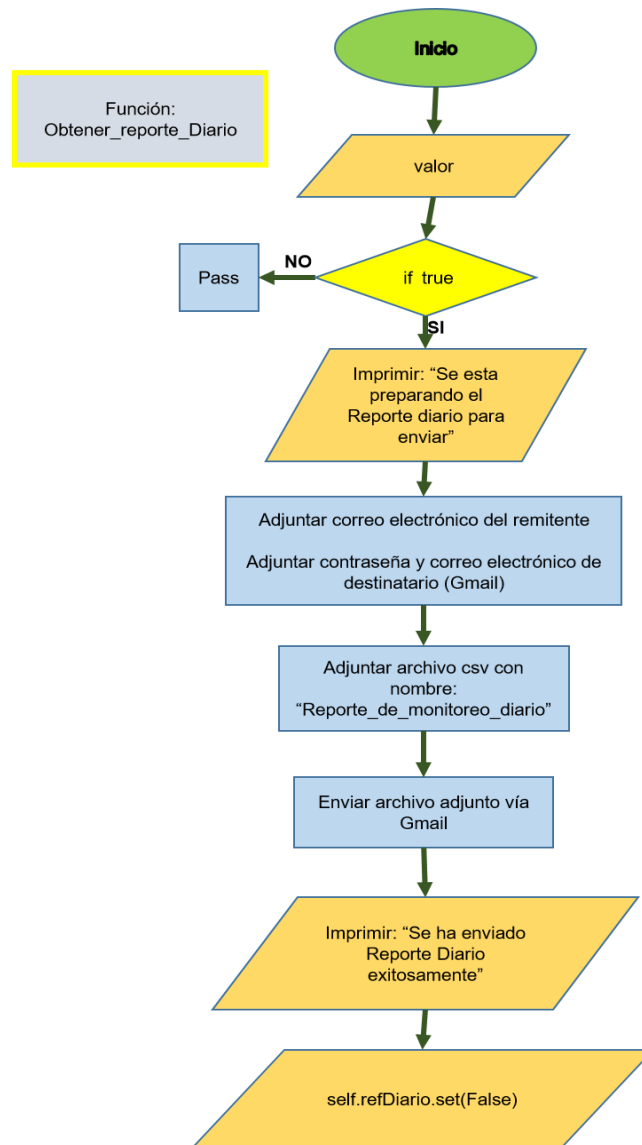 Inicio
Función:
Obtener_reporte_Diario
valor
NO
Pass
if true
SI
Imprimir: “Se esta
preparando el
Reporte diario para
enviar”
Adjuntar correo electrónico del remitente
Adjuntar contraseña y correo electrónico de
destinatario (Gmail)
Adjuntar archivo csv con
nombre:
“Reporte_de_monitoreo_diario”
Enviar archivo adjunto vía
Gmail
Imprimir: “Se ha enviado
Reporte Diario
exitosamente”
self.refDiario.set(False)